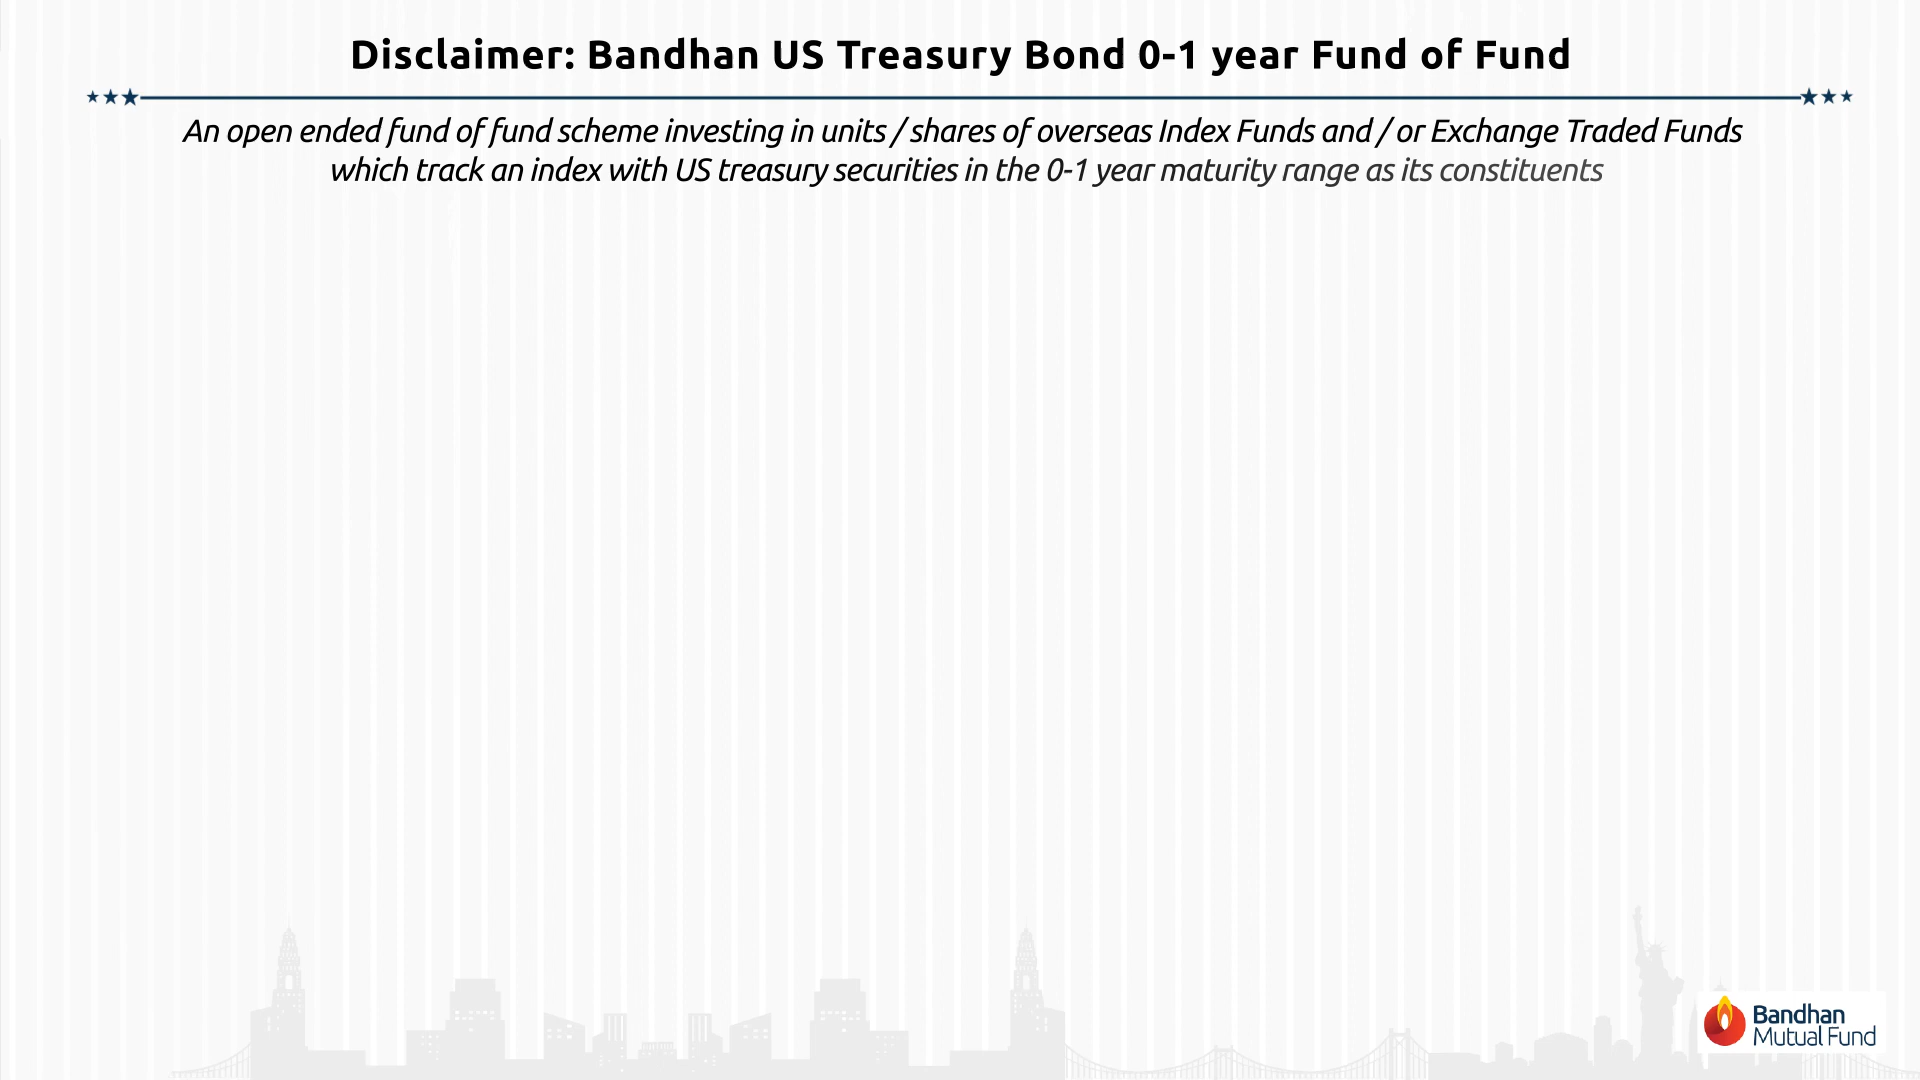 Disclaimer: Bandhan US Treasury Bond 0-1 year Fund of Fund
An open ended fund of fund scheme investing in units / shares of overseas Index Funds and / or Exchange Traded Funds
which track an index with US treasury securities in the 0-1 year maturity range as its constituents
Bandhan
Mutual Fund